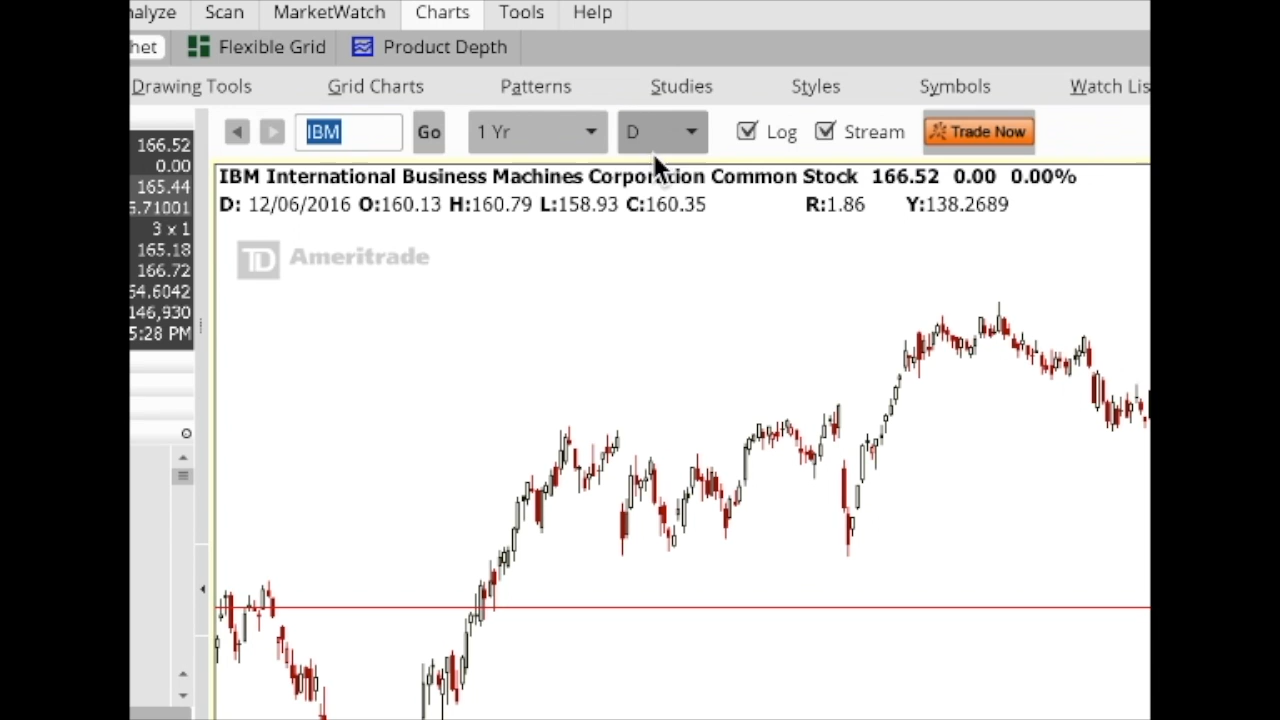 Scan MarketWatch Charts Tools Help
Flexible Grid Product Depth
Drawing Tools Grid Charts Patterns Studies Styles Symbols Watch
IBM Go 1 Yr D Log Stream Trade Now
IBM International Business Machines Corporation Common Stock 166.52 0.00 0.00%
D: 12/06/2016 O:160.13 H:160.79 L:158.93 C:160.35 R:1.86 Y:138.2689
TD Ameritrade
166.52
0.00
165.44
.71001
3 x 1
165.18
166.72
4.6042
146,930
5:28 PM